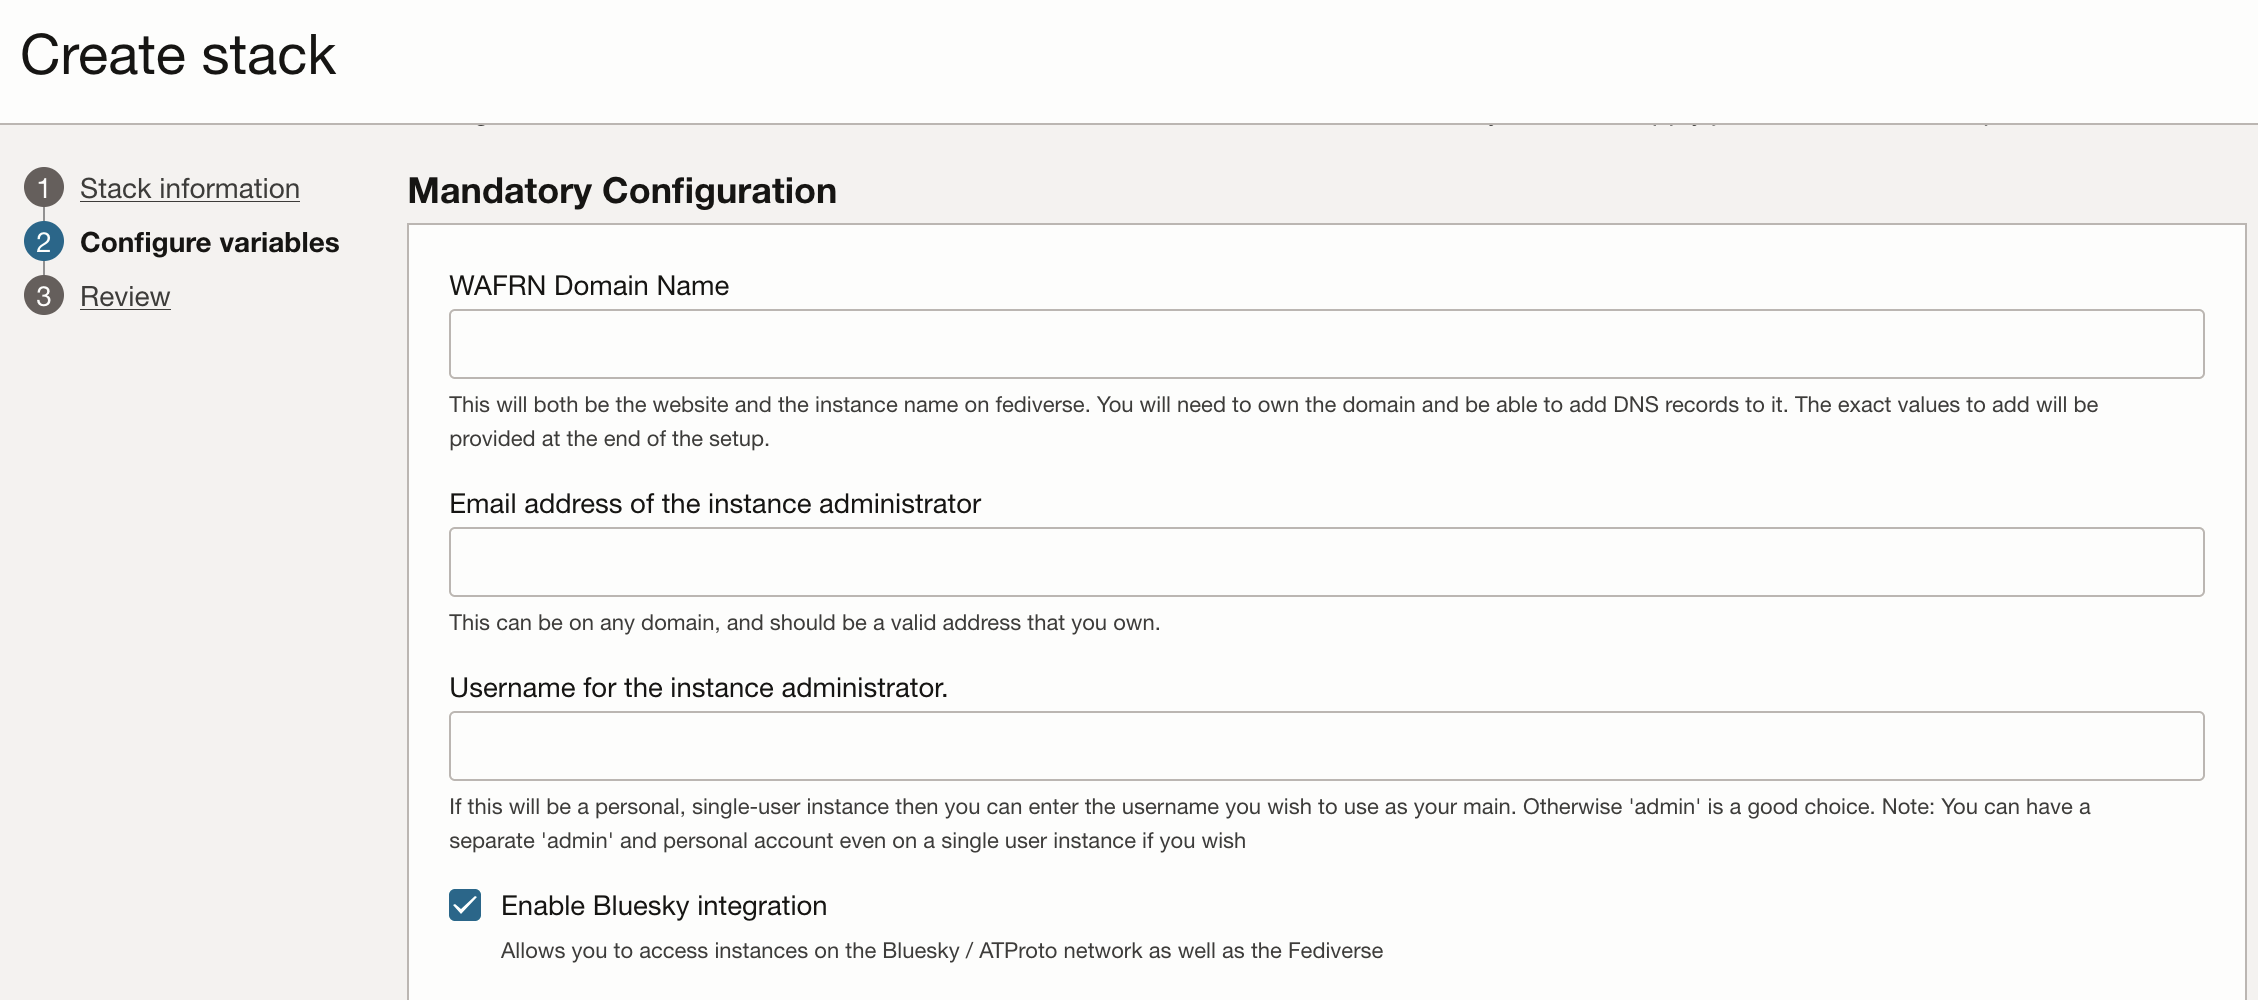 Create stack
1 Stack information
2 Configure variables
3 Review
Mandatory Configuration
WAFRN Domain Name
This will both be the website and the instance name on fediverse. You will need to own the domain and be able to add DNS records to it. The exact values to add will be
provided at the end of the setup.
Email address of the instance administrator
This can be on any domain, and should be a valid address that you own.
Username for the instance administrator.
If this will be a personal, single-user instance then you can enter the username you wish to use as your main. Otherwise 'admin' is a good choice. Note: You can have a
separate 'admin' and personal account even on a single user instance if you wish
Enable Bluesky integration
Allows you to access instances on the Bluesky / ATProto network as well as the Fediverse